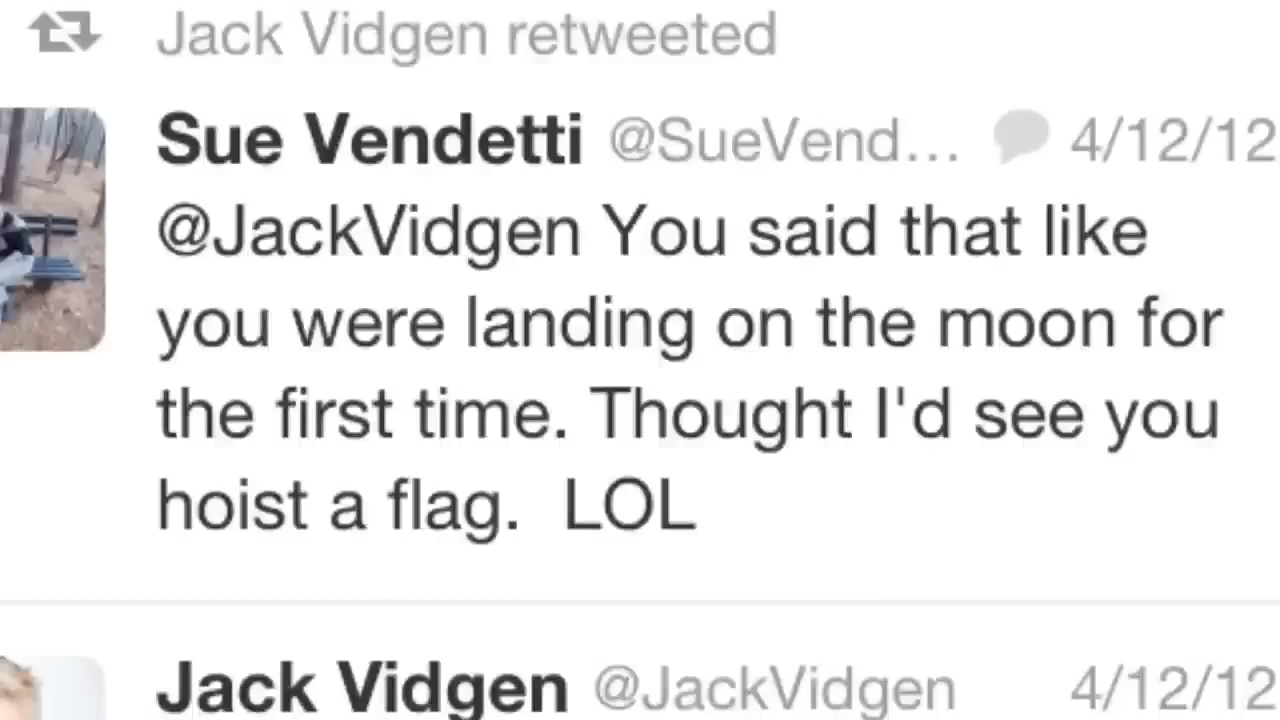 Jack Vidgen retweeted
Sue Vendetti @SueVend... 4/12/12
@JackVidgen You said that like
you were landing on the moon for
the first time. Thought I'd see you
hoist a flag.  LOL
Jack Vidgen @JackVidgen 4/12/12